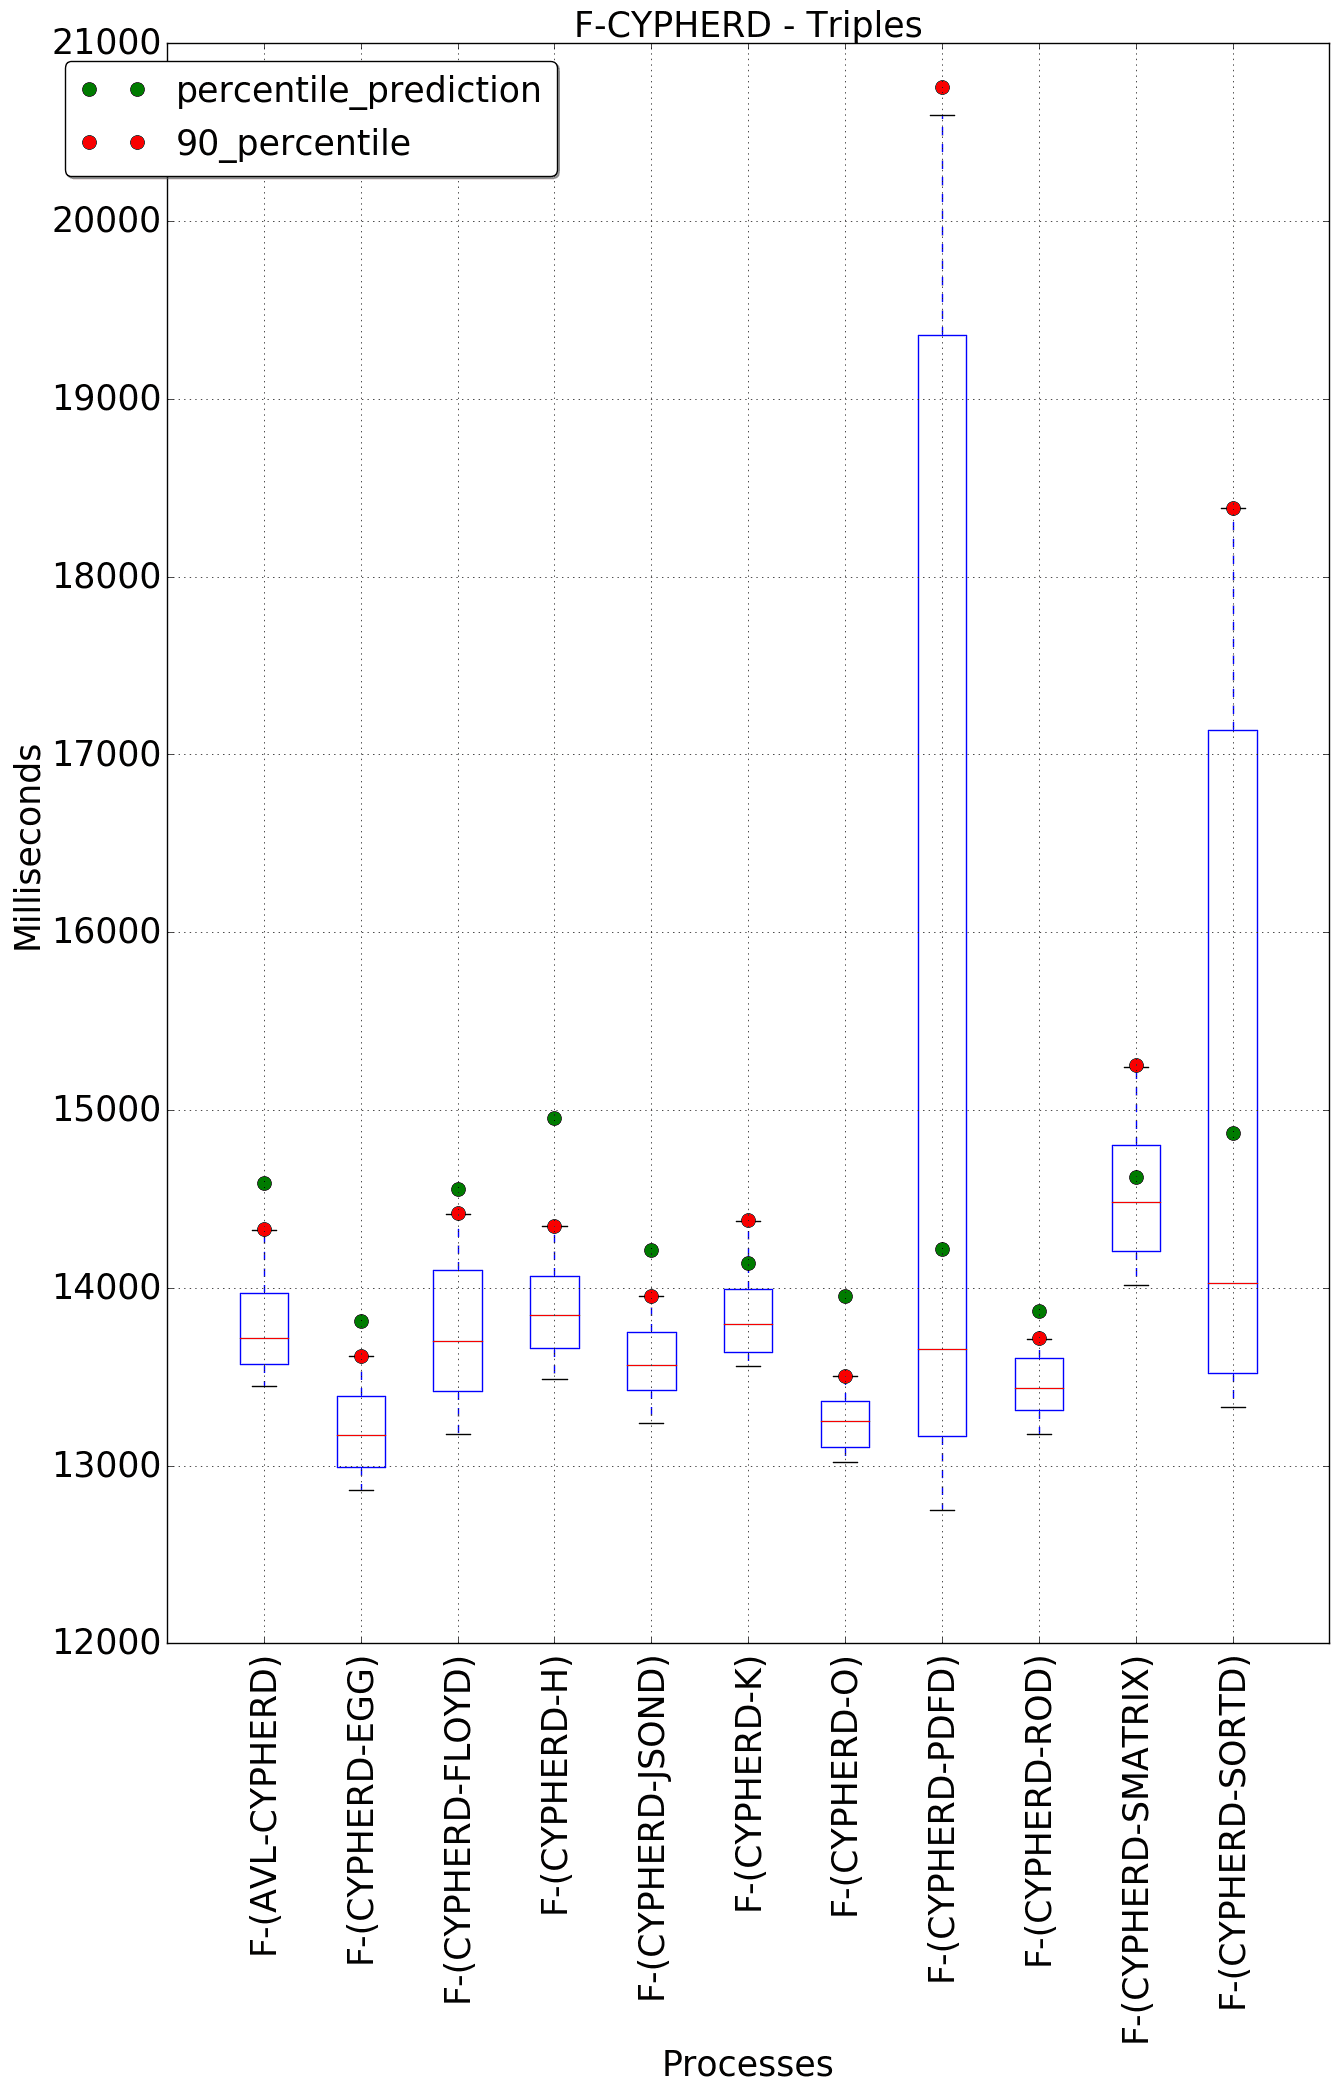 F-CYPHERD - Triples
percentile_prediction
90_percentile
21000
20000
19000
18000
17000
16000
15000
14000
13000
12000
Milliseconds
F-(AVL-CYPHERD)
F-(CYPHERD-EGG)
F-(CYPHERD-FLOYD)
F-(CYPHERD-H)
F-(CYPHERD-JSOND)
F-(CYPHERD-K)
F-(CYPHERD-O)
F-(CYPHERD-PDFD)
F-(CYPHERD-ROD)
F-(CYPHERD-SMATRIX)
F-(CYPHERD-SORTD)
Processes